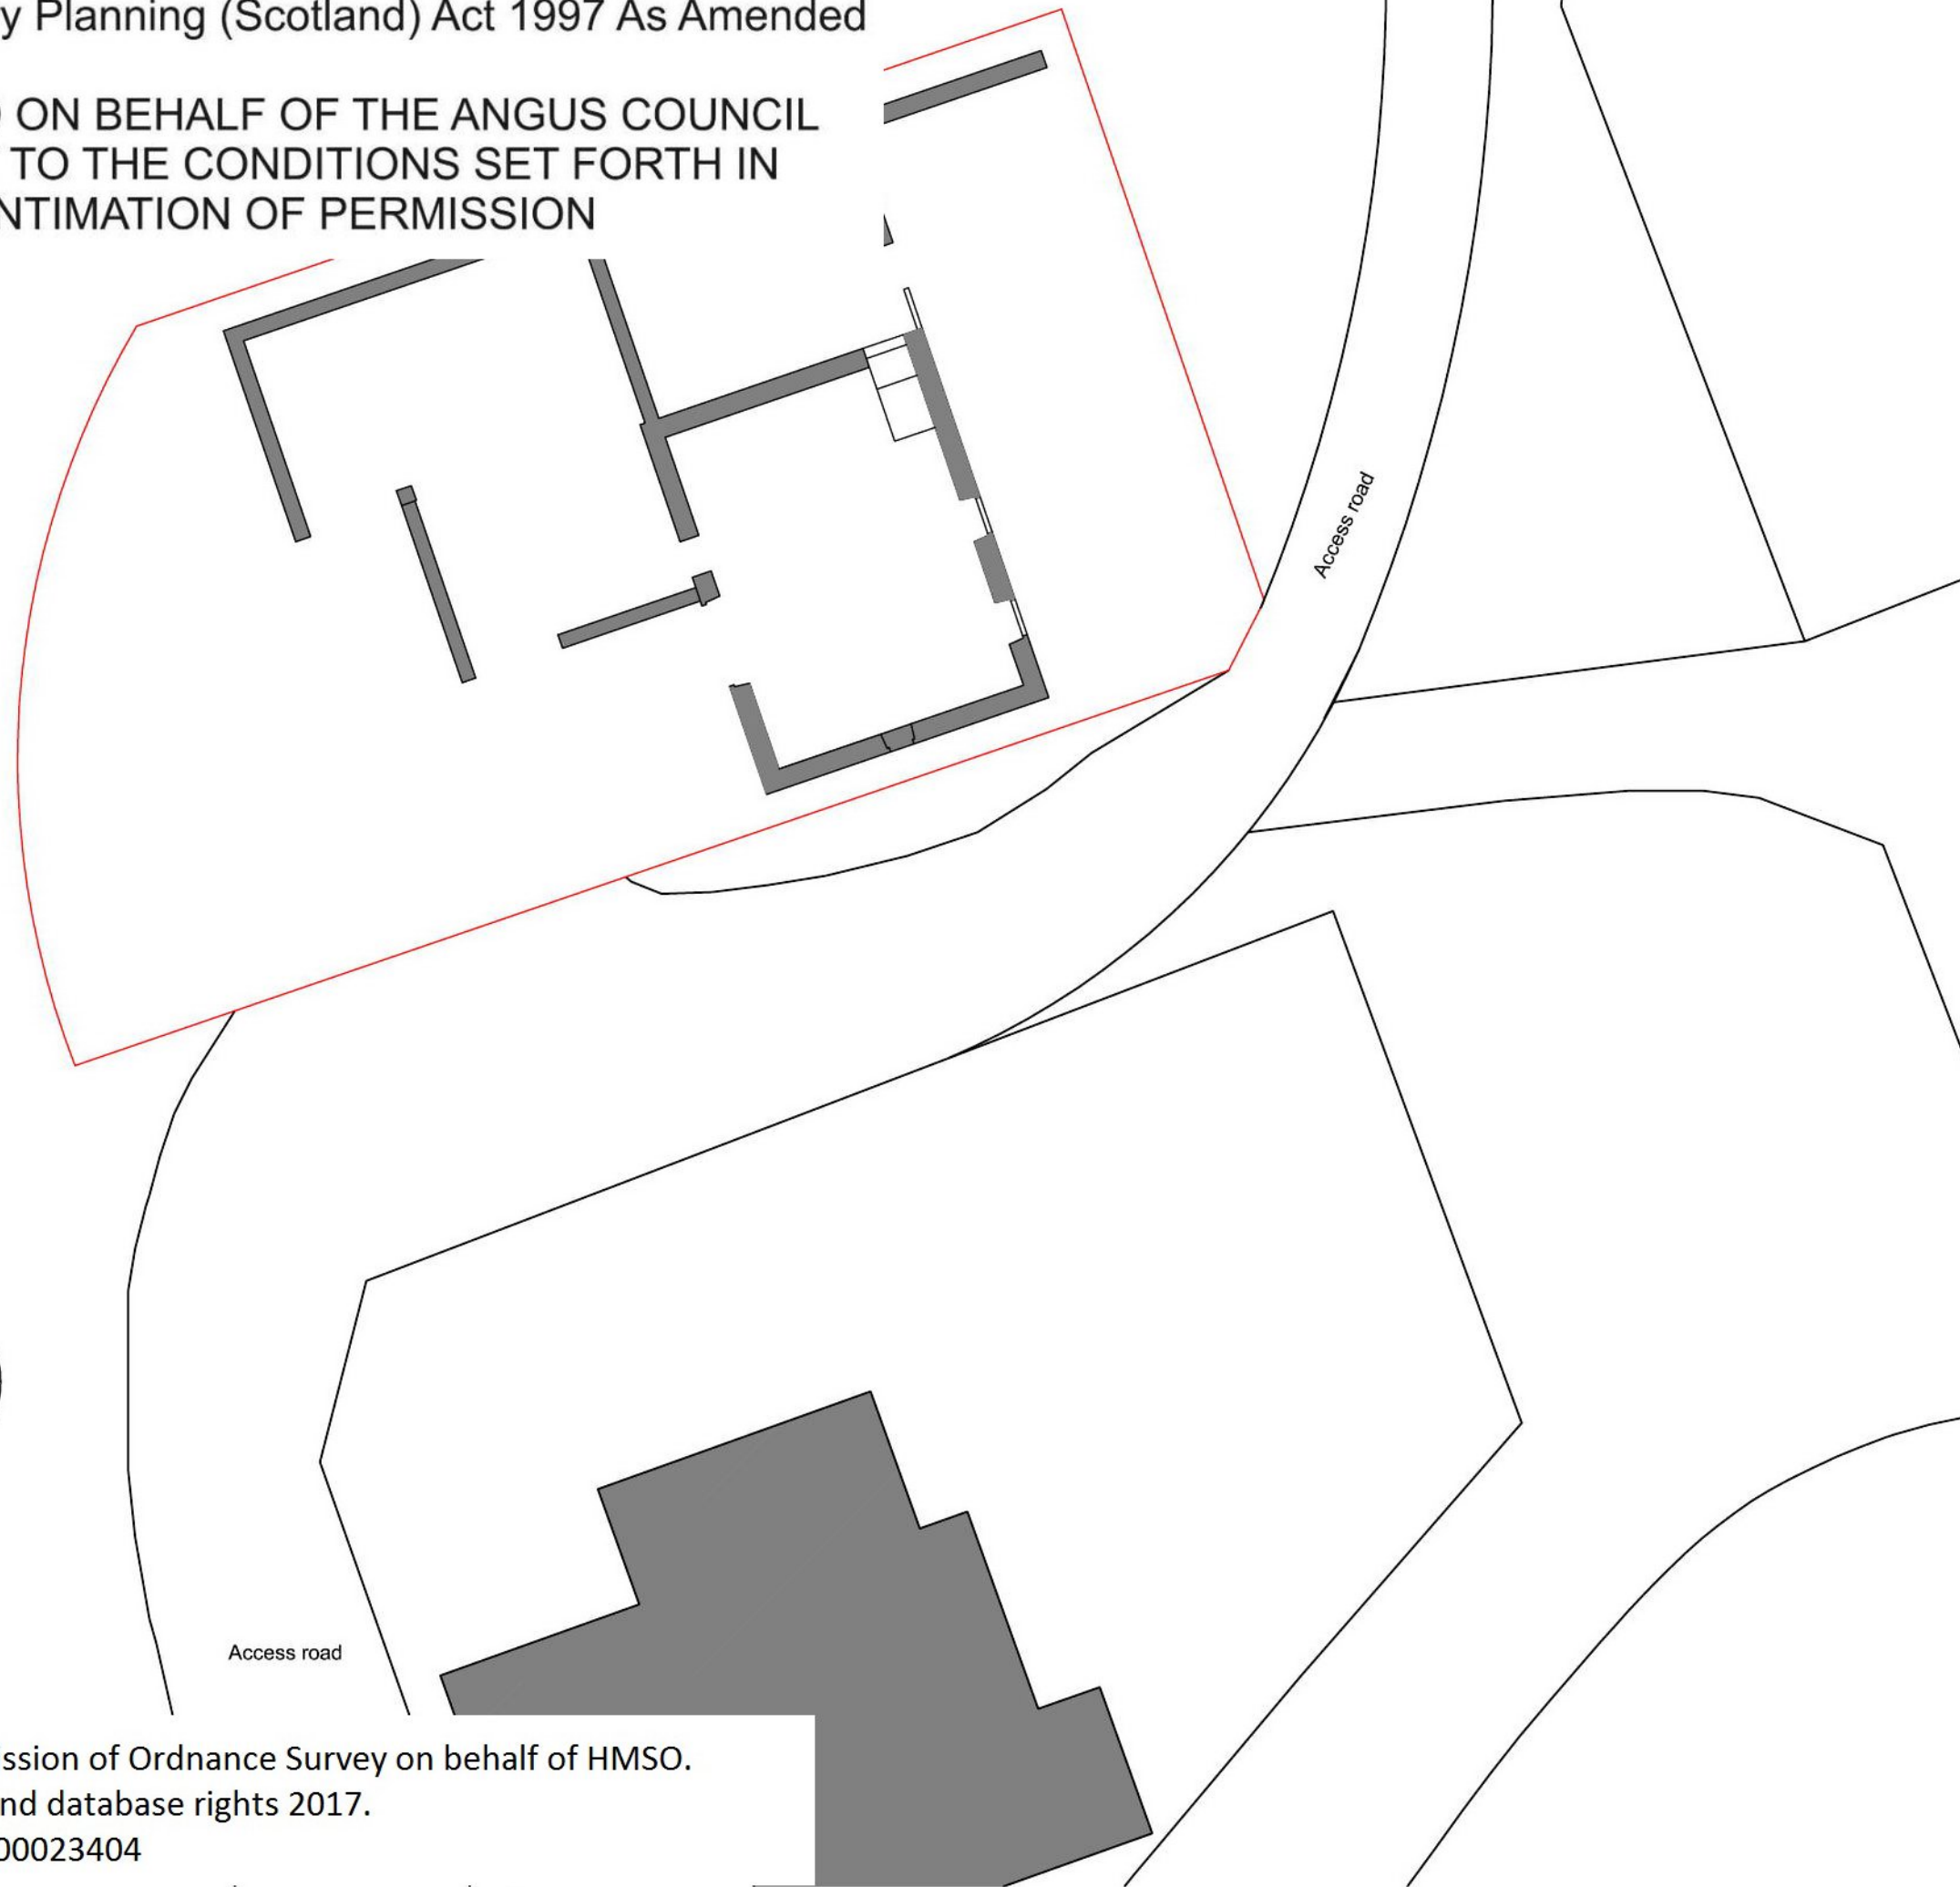 y Planning (Scotland) Act 1997 As Amended
ON BEHALF OF THE ANGUS COUNCIL
TO THE CONDITIONS SET FORTH IN
NTIMATION OF PERMISSION
Access road
Access road
ssion of Ordnance Survey on behalf of HMSO.
nd database rights 2017.
00023404